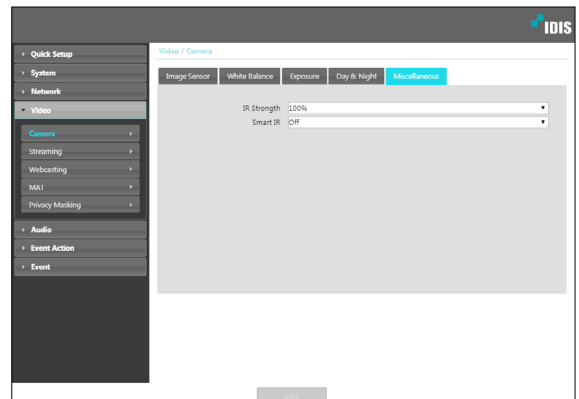 IDIS
Quick Setup
System
Network
Video
Camera
Streaming
Webcasting
MAT
Privacy Masking
Audio
Event Action
Event
Video / Camera
Image Sensor White Balance Exposure Day & Night Miscellaneous
IR Strength 100%
Smart IR Off